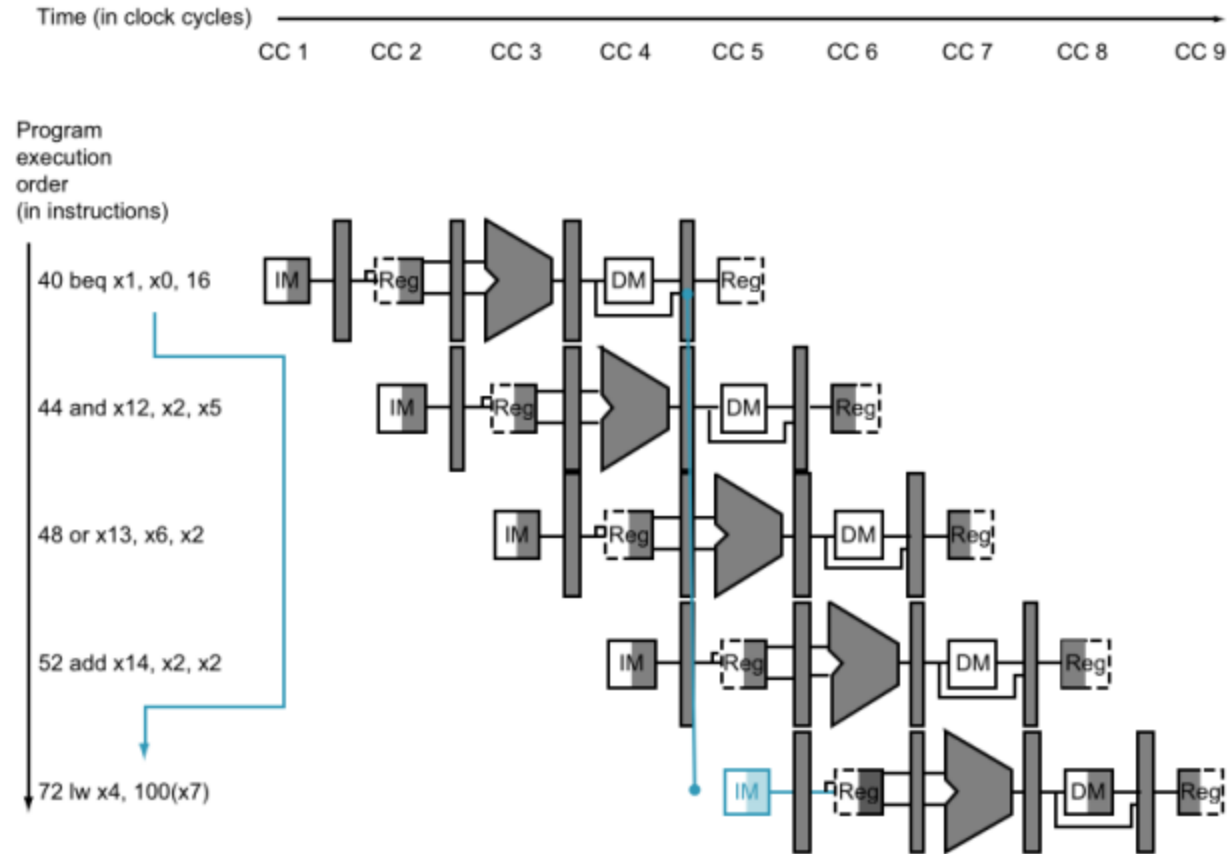 Time (in clock cycles)
CC 1 CC 2 CC 3 CC 4 CC 5 CC 6 CC 7 CC 8 CC 9
Program
execution
order
(in instructions)
40 beq x1, x0, 16 IM Reg DM Reg
44 and x12, x2, x5 IM Reg DM Reg
48 or x13, x6, x2 IM Reg DM Reg
52 add x14, x2, x2 IM Reg DM Reg
72 lw x4, 100(x7) IM Reg DM Reg